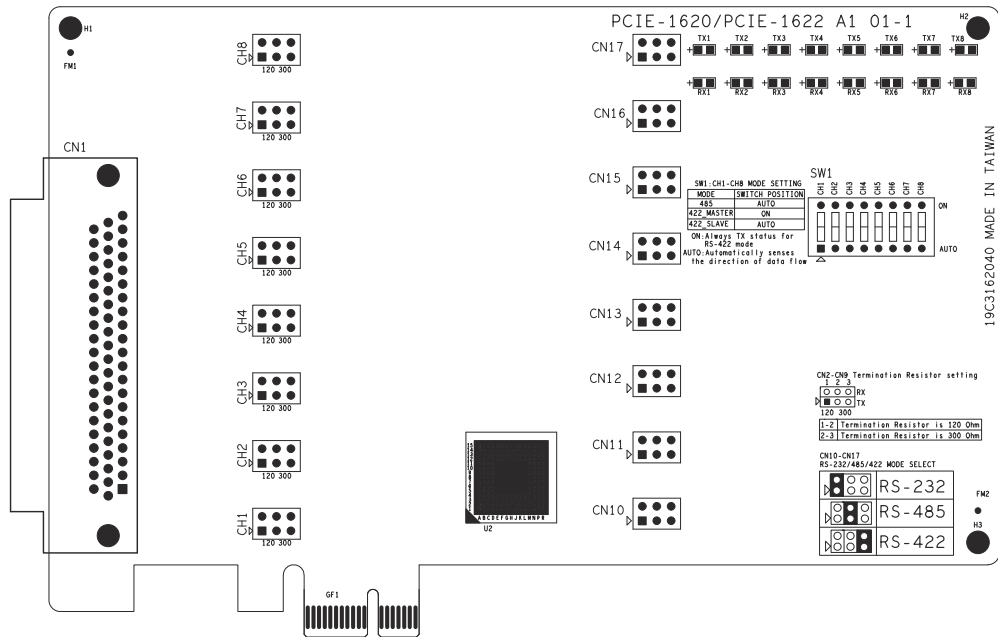 PCIE-1620/PCIE-1622 A1 01-1
H1
H2
FM1
CN1
CH8
120 300
CH7
120 300
CH6
120 300
CH5
120 300
CH4
120 300
CH3
120 300
CH2
120 300
CH1
120 300
CN17
CN16
CN15
CN14
CN13
CN12
CN11
CN10
TX1 TX2 TX3 TX4 TX5 TX6 TX7 TX8
+ + + + + + + +
+ + + + + + + +
RX1 RX2 RX3 RX4 RX5 RX6 RX7 RX8
SW1
CH1 CH2 CH3 CH4 CH5 CH6 CH7 CH8
ON
AUTO
SW1:CH1-CH8 MODE SETTING
MODE SWITCH POSITION
485 AUTO
422_MASTER ON
422_SLAVE AUTO
ON:Always TX status for
RS-422 mode
AUTO:Automatically senses
the direction of data flow
19C3162040 MADE IN TAIWAN
CN2-CN9 Termination Resistor setting
1 2 3
RX
TX
120 300
1-2 Termination Resistor is 120 Ohm
2-3 Termination Resistor is 300 Ohm
CN10-CN17
RS-232/485/422 MODE SELECT
RS-232
RS-485
RS-422
FM2
H3
ABCDEFGHJKLMNPR
U2
GF1